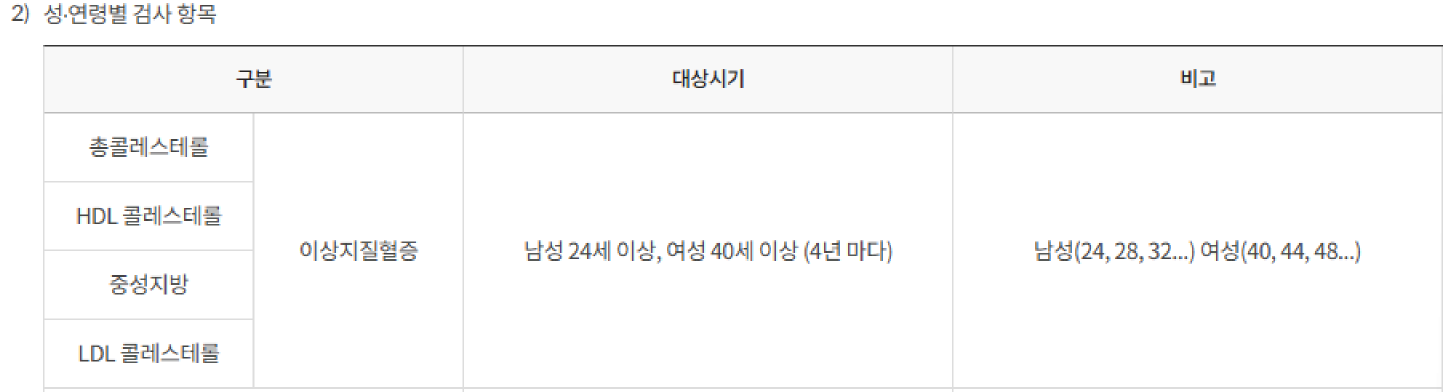 2) 성·연령별 검사 항목
구분 대상시기 비고
총콜레스테롤
HDL 콜레스테롤
이상지질혈증 남성 24세 이상, 여성 40세 이상 (4년 마다) 남성(24, 28, 32...) 여성(40, 44, 48...)
중성지방
LDL 콜레스테롤